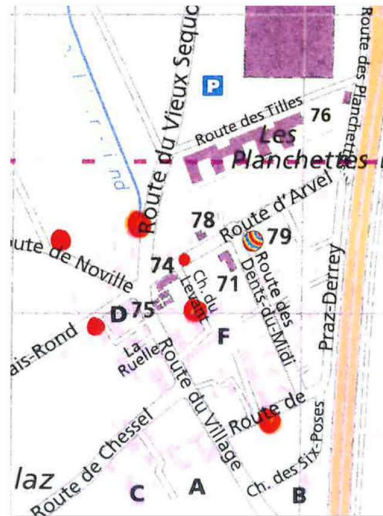 Route du Vieux Sequo
P
Route des Planchette
Route des Tilles
76
Les
Planchettes
Route d'Arvel
78
79
oute de Noville
74
Ch. du
Levant
71
Route des
Dents-du-Midi
Praz-Derrey
D
75
F
ais-Rond
La
Ruelle
Route du Village
Route de
Route de Chessel
Ch. des Six-Poses
laz
C
A
B